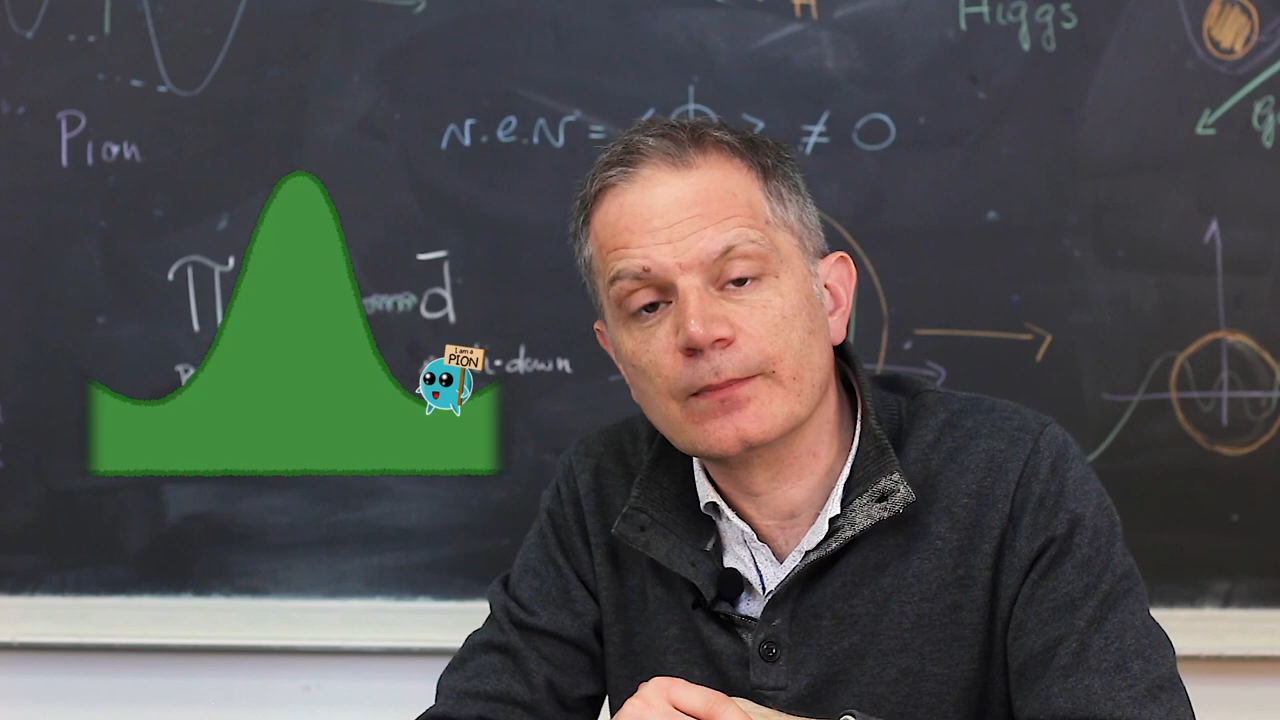 H
Higgs
Pion
v.e.v = < ϕ > ≠ 0
π
d̄
I am a
PION
-down